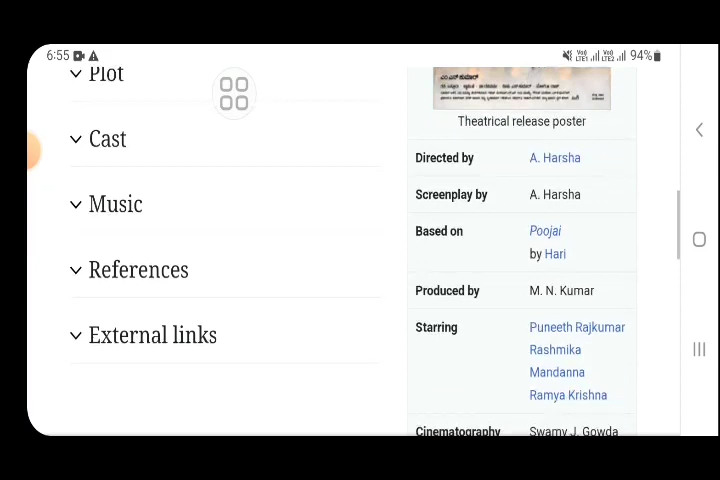 6:55
94%
Plot
Cast
Music
References
External links
ಎಂ.ಎನ್ ಕುಮಾರ್
Theatrical release poster
Directed by A. Harsha
Screenplay by A. Harsha
Based on Poojai
by Hari
Produced by M. N. Kumar
Starring Puneeth Rajkumar
Rashmika
Mandanna
Ramya Krishna
Cinematography Swamy J. Gowda